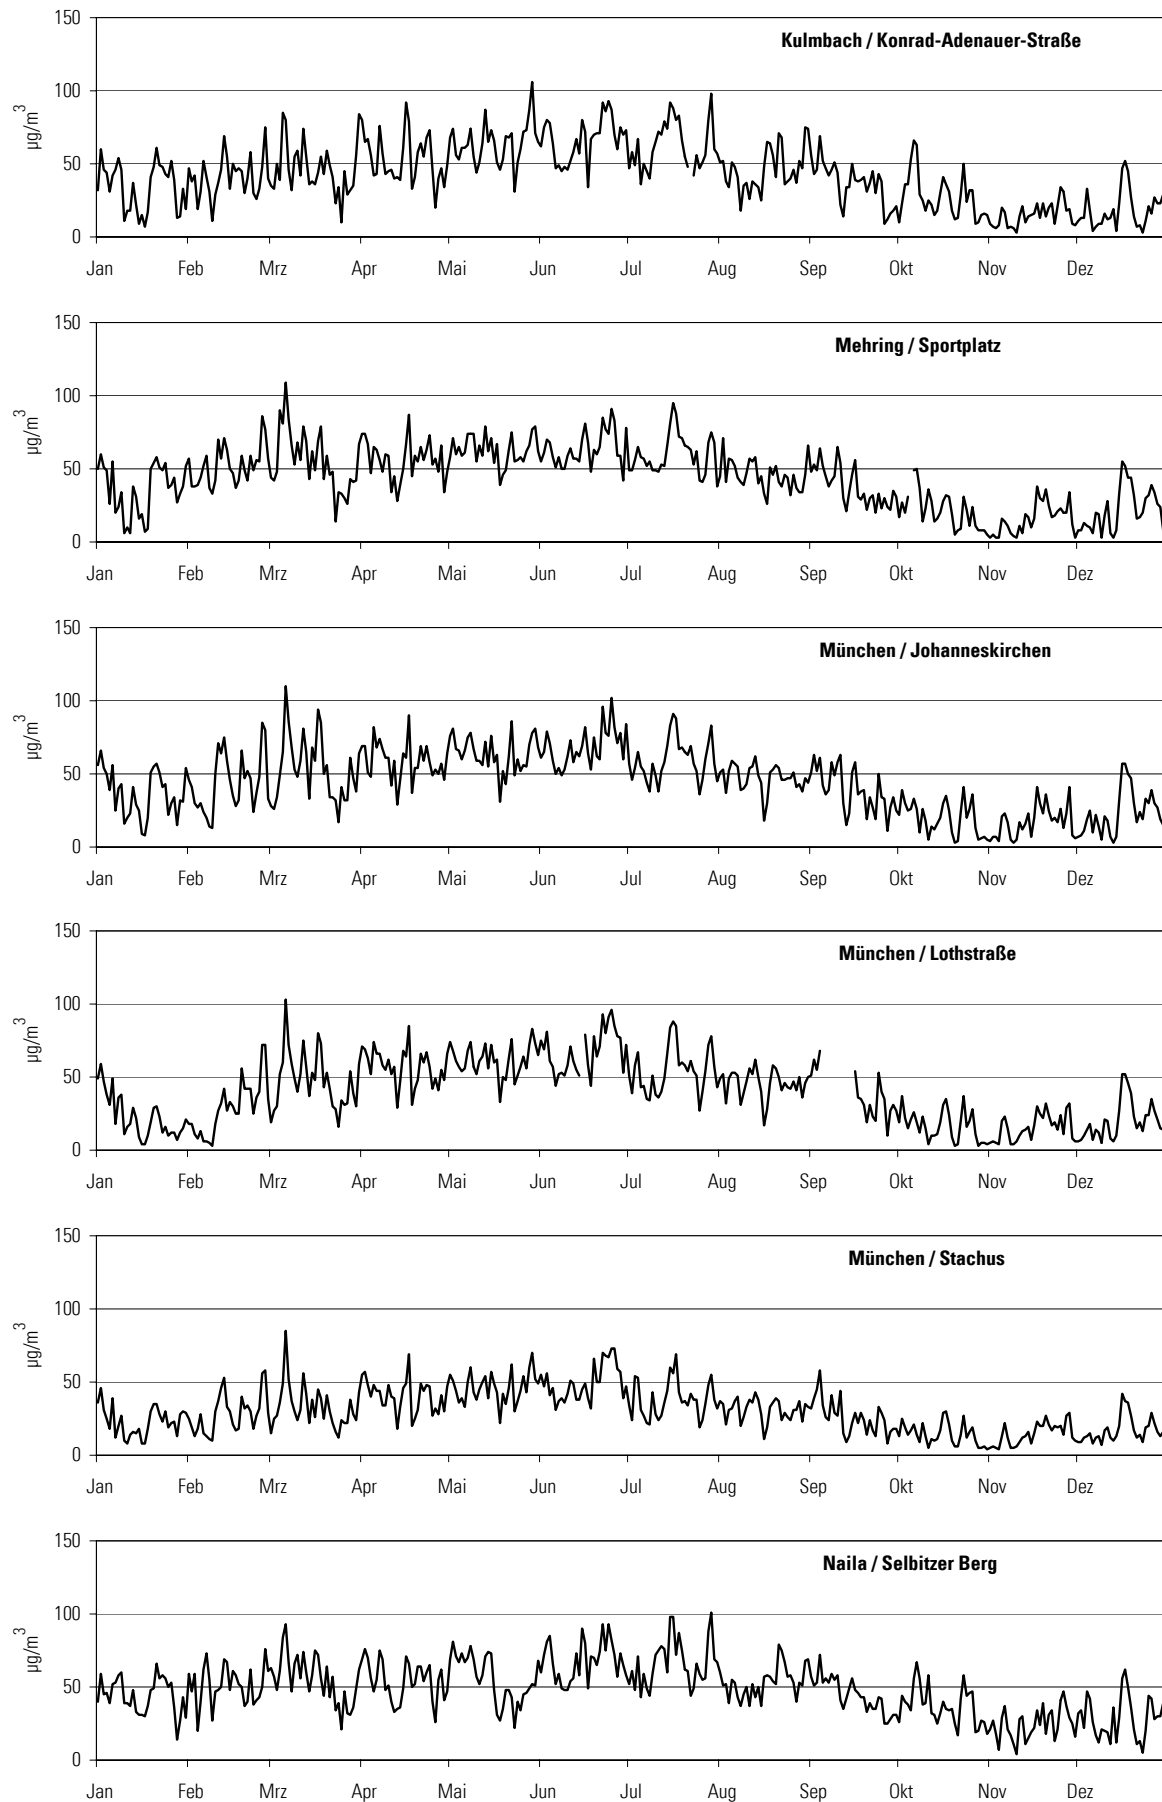 150
Kulmbach / Konrad-Adenauer-Straße
100
µg/m³
50
0
Jan Feb Mrz Apr Mai Jun Jul Aug Sep Okt Nov Dez
150
Mehring / Sportplatz
100
µg/m³
50
0
Jan Feb Mrz Apr Mai Jun Jul Aug Sep Okt Nov Dez
150
München / Johanneskirchen
100
µg/m³
50
0
Jan Feb Mrz Apr Mai Jun Jul Aug Sep Okt Nov Dez
150
München / Lothstraße
100
µg/m³
50
0
Jan Feb Mrz Apr Mai Jun Jul Aug Sep Okt Nov Dez
150
München / Stachus
100
µg/m³
50
0
Jan Feb Mrz Apr Mai Jun Jul Aug Sep Okt Nov Dez
150
Naila / Selbitzer Berg
100
µg/m³
50
0
Jan Feb Mrz Apr Mai Jun Jul Aug Sep Okt Nov Dez